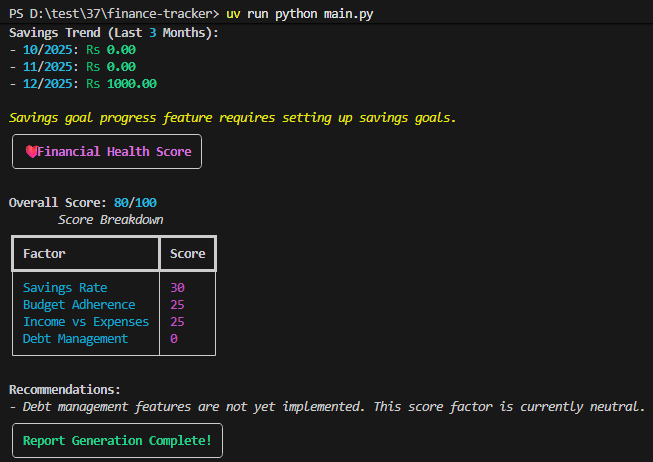 PS D:\test\37\finance-tracker> uv run python main.py
Savings Trend (Last 3 Months):
- 10/2025: Rs 0.00
- 11/2025: Rs 0.00
- 12/2025: Rs 1000.00
Savings goal progress feature requires setting up savings goals.
💖Financial Health Score
Overall Score: 80/100
Score Breakdown
Factor Score
Savings Rate 30
Budget Adherence 25
Income vs Expenses 25
Debt Management 0
Recommendations:
- Debt management features are not yet implemented. This score factor is currently neutral.
Report Generation Complete!